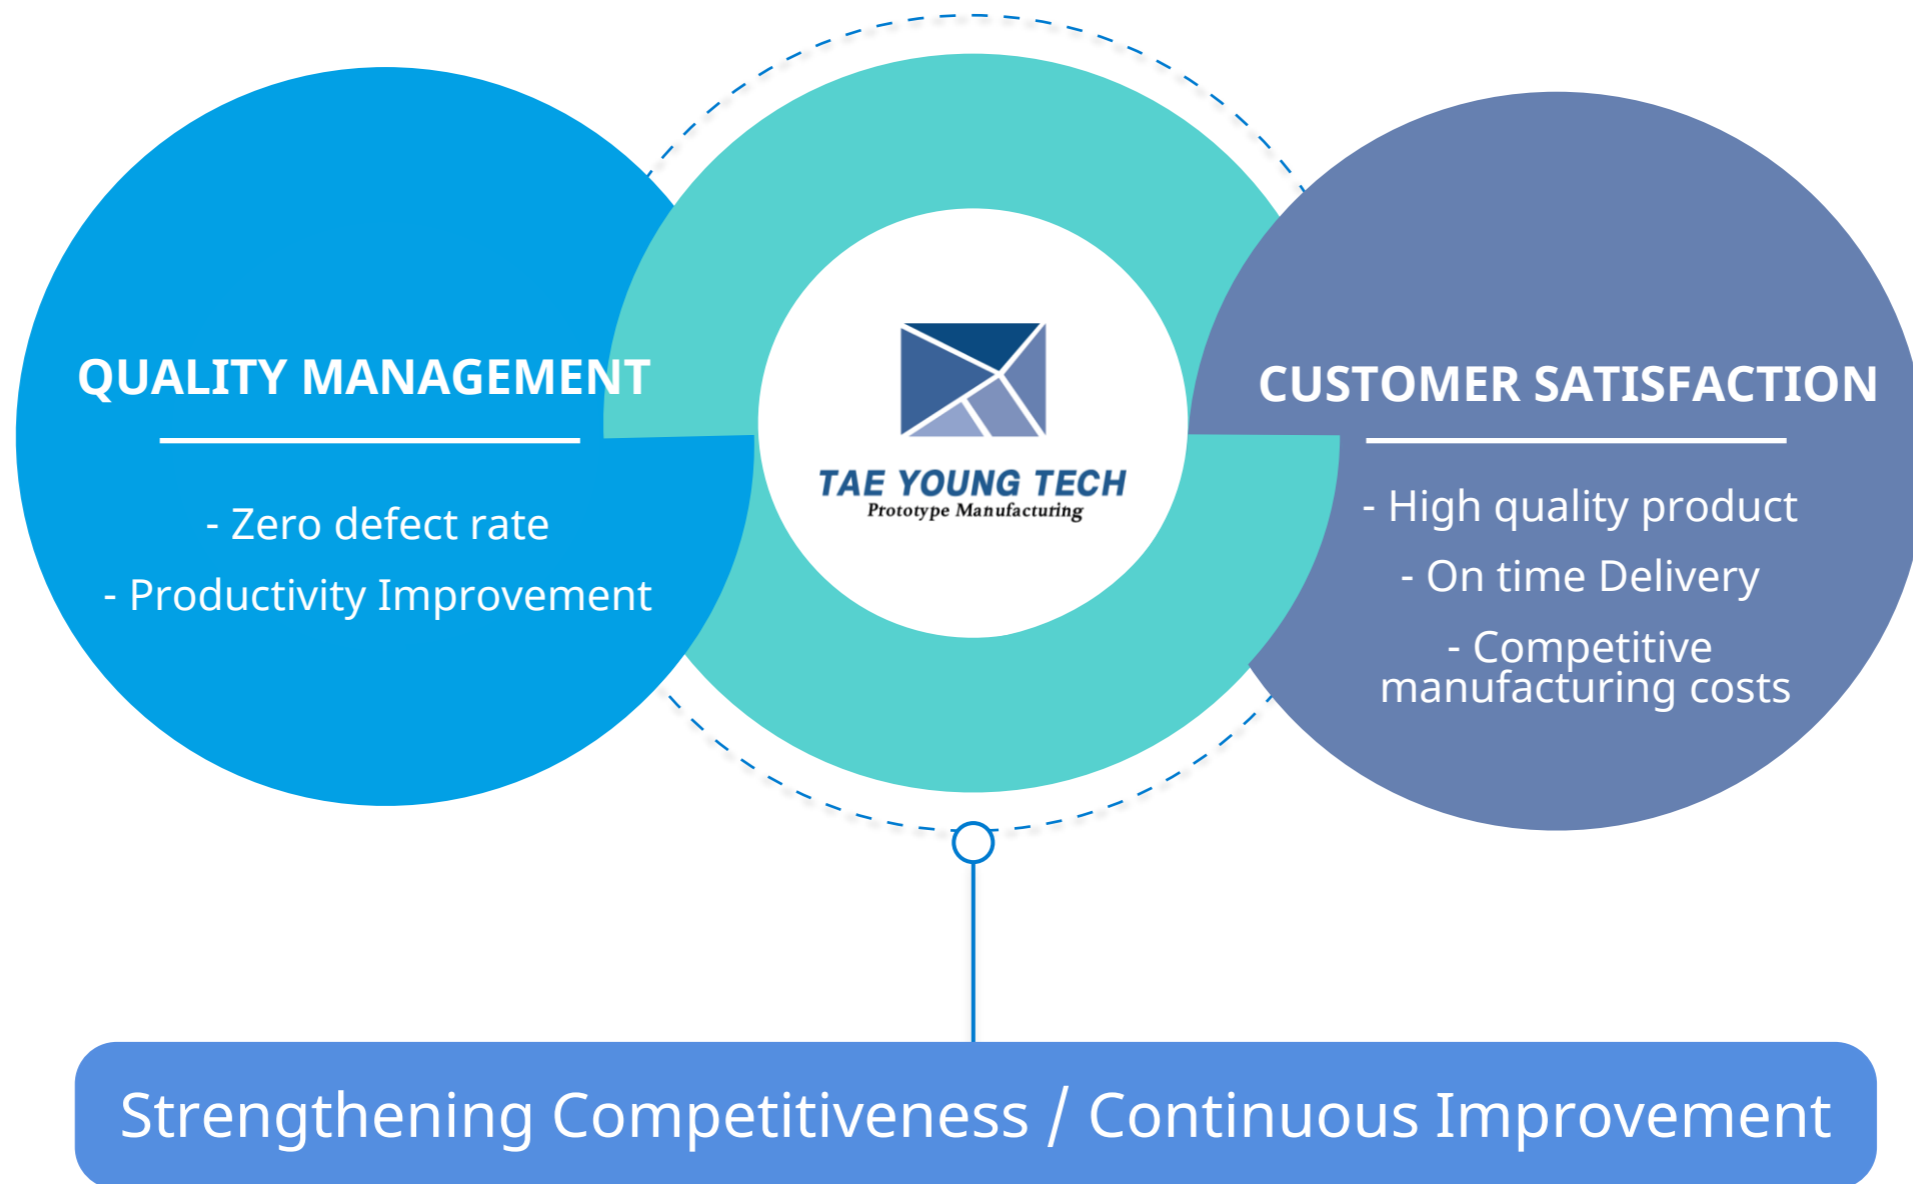 QUALITY MANAGEMENT
- Zero defect rate
- Productivity Improvement
TAE YOUNG TECH
Prototype Manufacturing
CUSTOMER SATISFACTION
- High quality product
- On time Delivery
- Competitive
manufacturing costs
Strengthening Competitiveness / Continuous Improvement